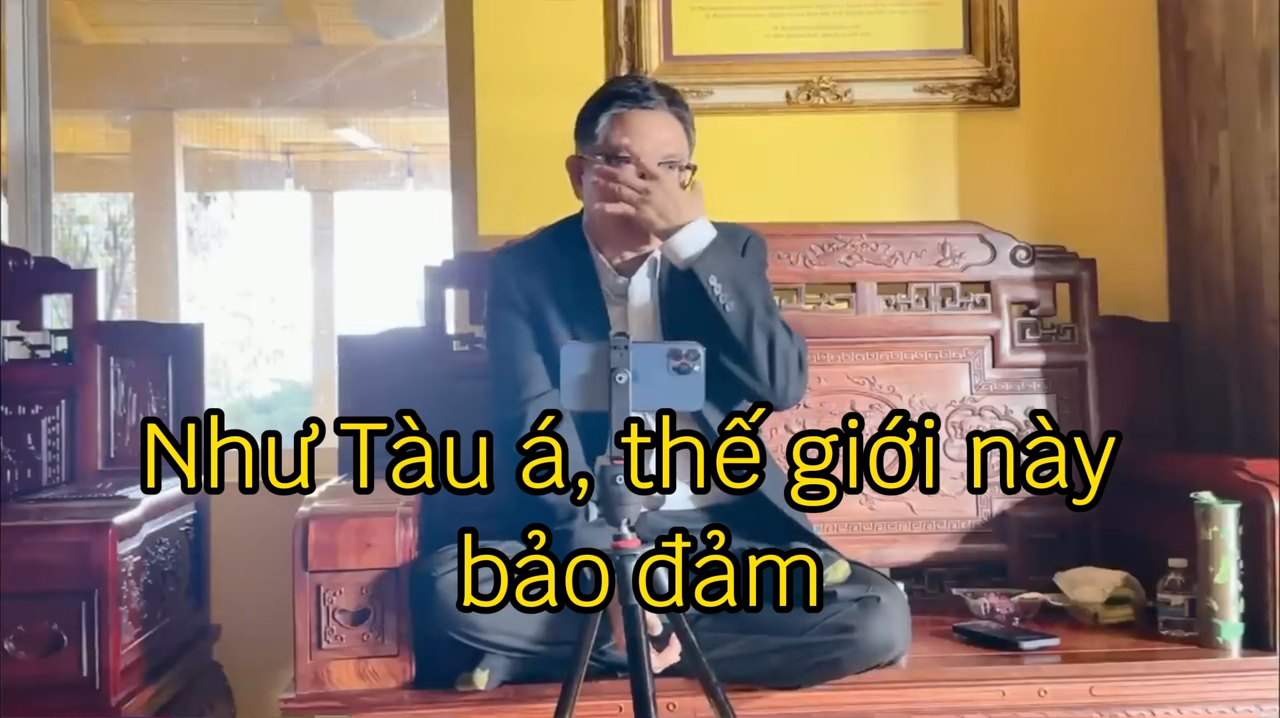 Như Tàu á, thế giới này
bảo đảm